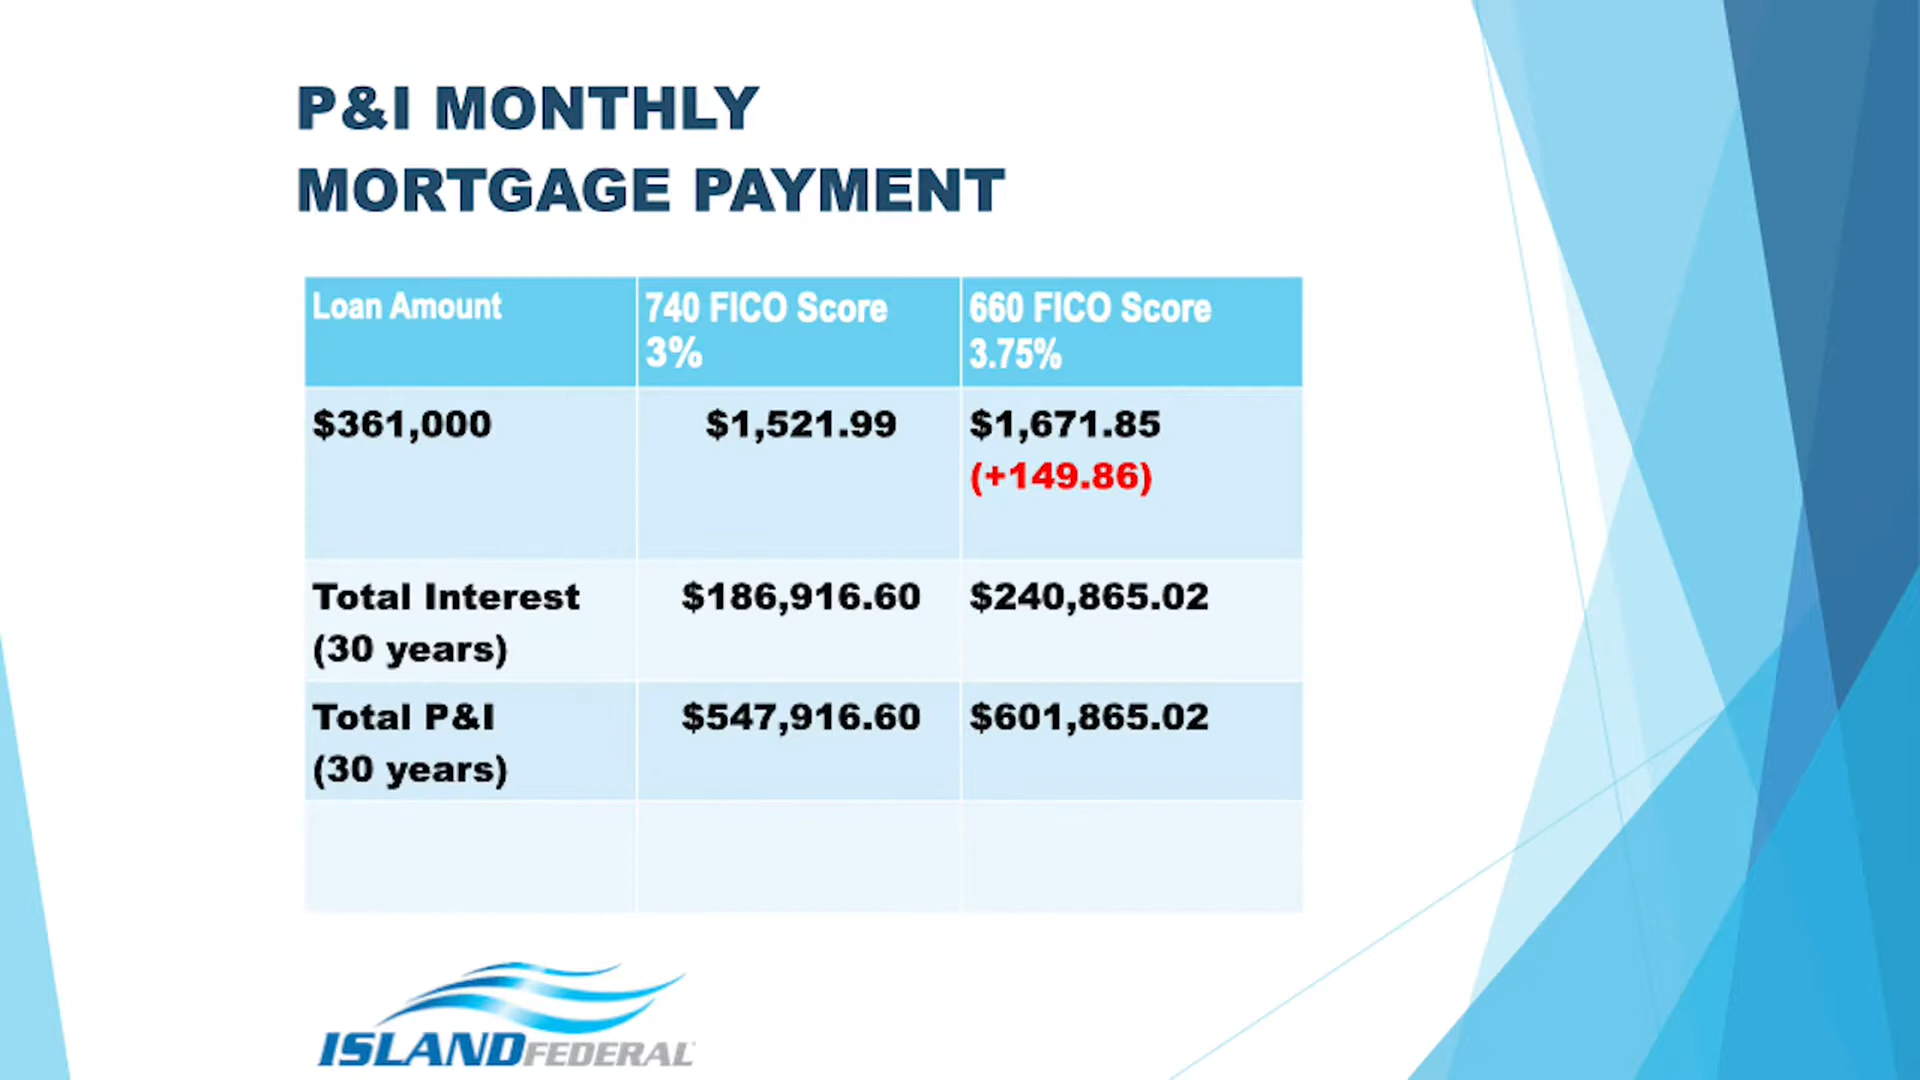 P&I MONTHLY
MORTGAGE PAYMENT
Loan Amount
740 FICO Score
3%
660 FICO Score
3.75%
$361,000
$1,521.99
$1,671.85
(+149.86)
Total Interest
(30 years)
$186,916.60
$240,865.02
Total P&I
(30 years)
$547,916.60
$601,865.02
ISLANDFEDERAL